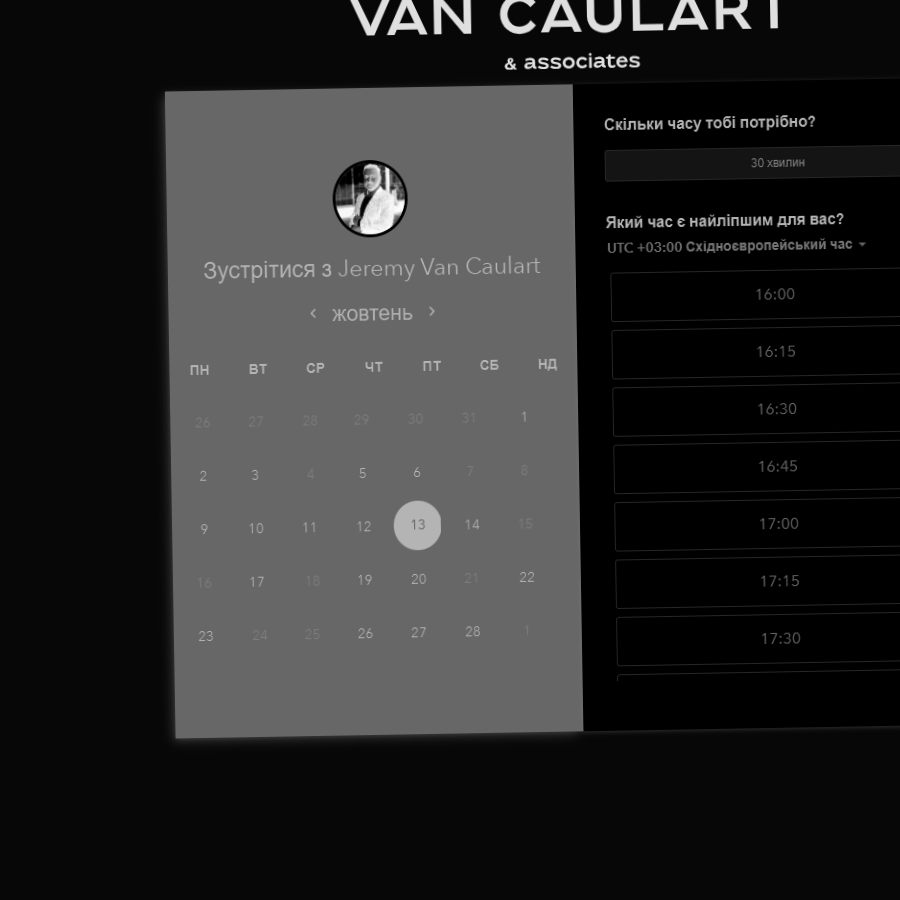 VAN CAULART
& associates
Зустрітися з Jeremy Van Caulart
жовтень
ПН ВТ СР ЧТ ПТ СБ НД
26 27 28 29 30 31 1
2 3 4 5 6 7 8
9 10 11 12 13 14 15
16 17 18 19 20 21 22
23 24 25 26 27 28 1
Скільки часу тобі потрібно?
30 хвилин
Який час є найліпшим для вас?
UTC +03:00 Східноєвропейський час
16:00
16:15
16:30
16:45
17:00
17:15
17:30